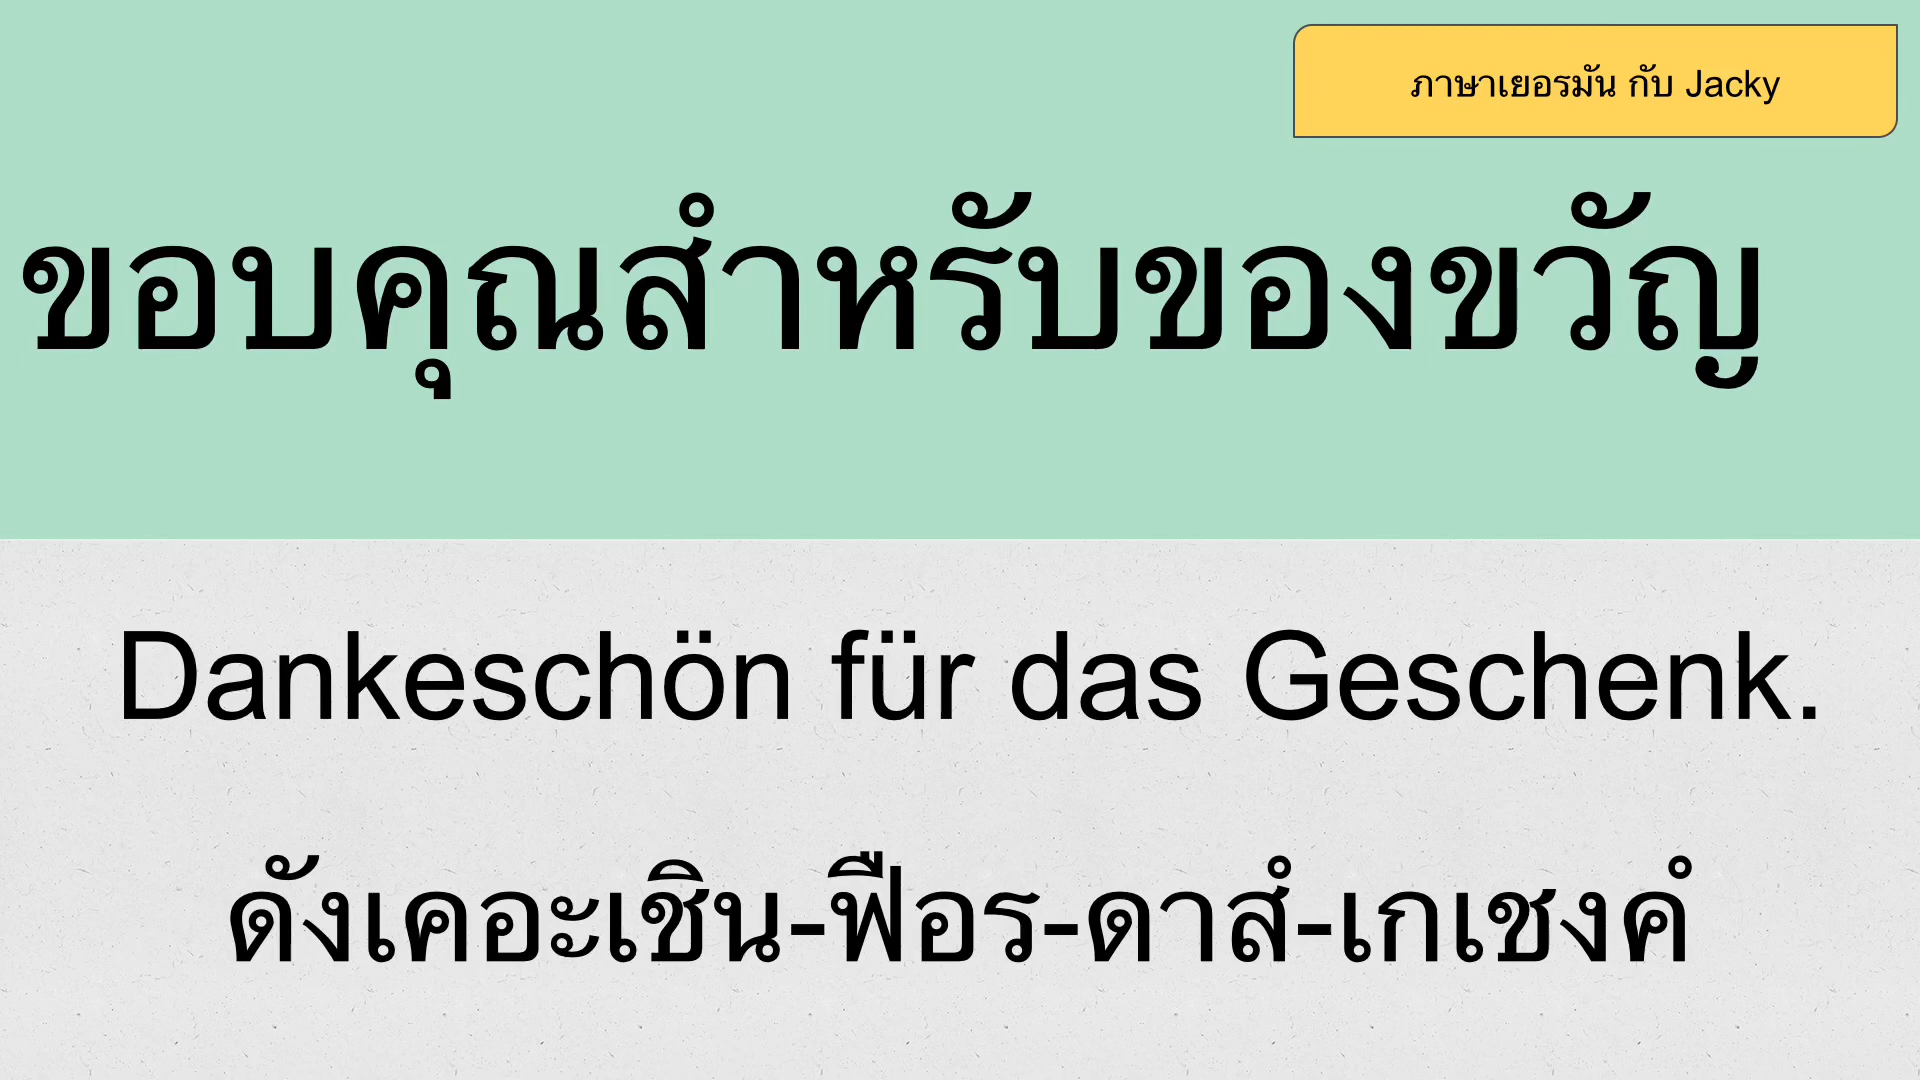 ภาษาเยอรมัน กับ Jacky
ขอบคุณสำหรับของขวัญ
Dankeschön für das Geschenk.
ดังเคอะเชิน-ฟือร-ดาสํ-เกเชงคํ